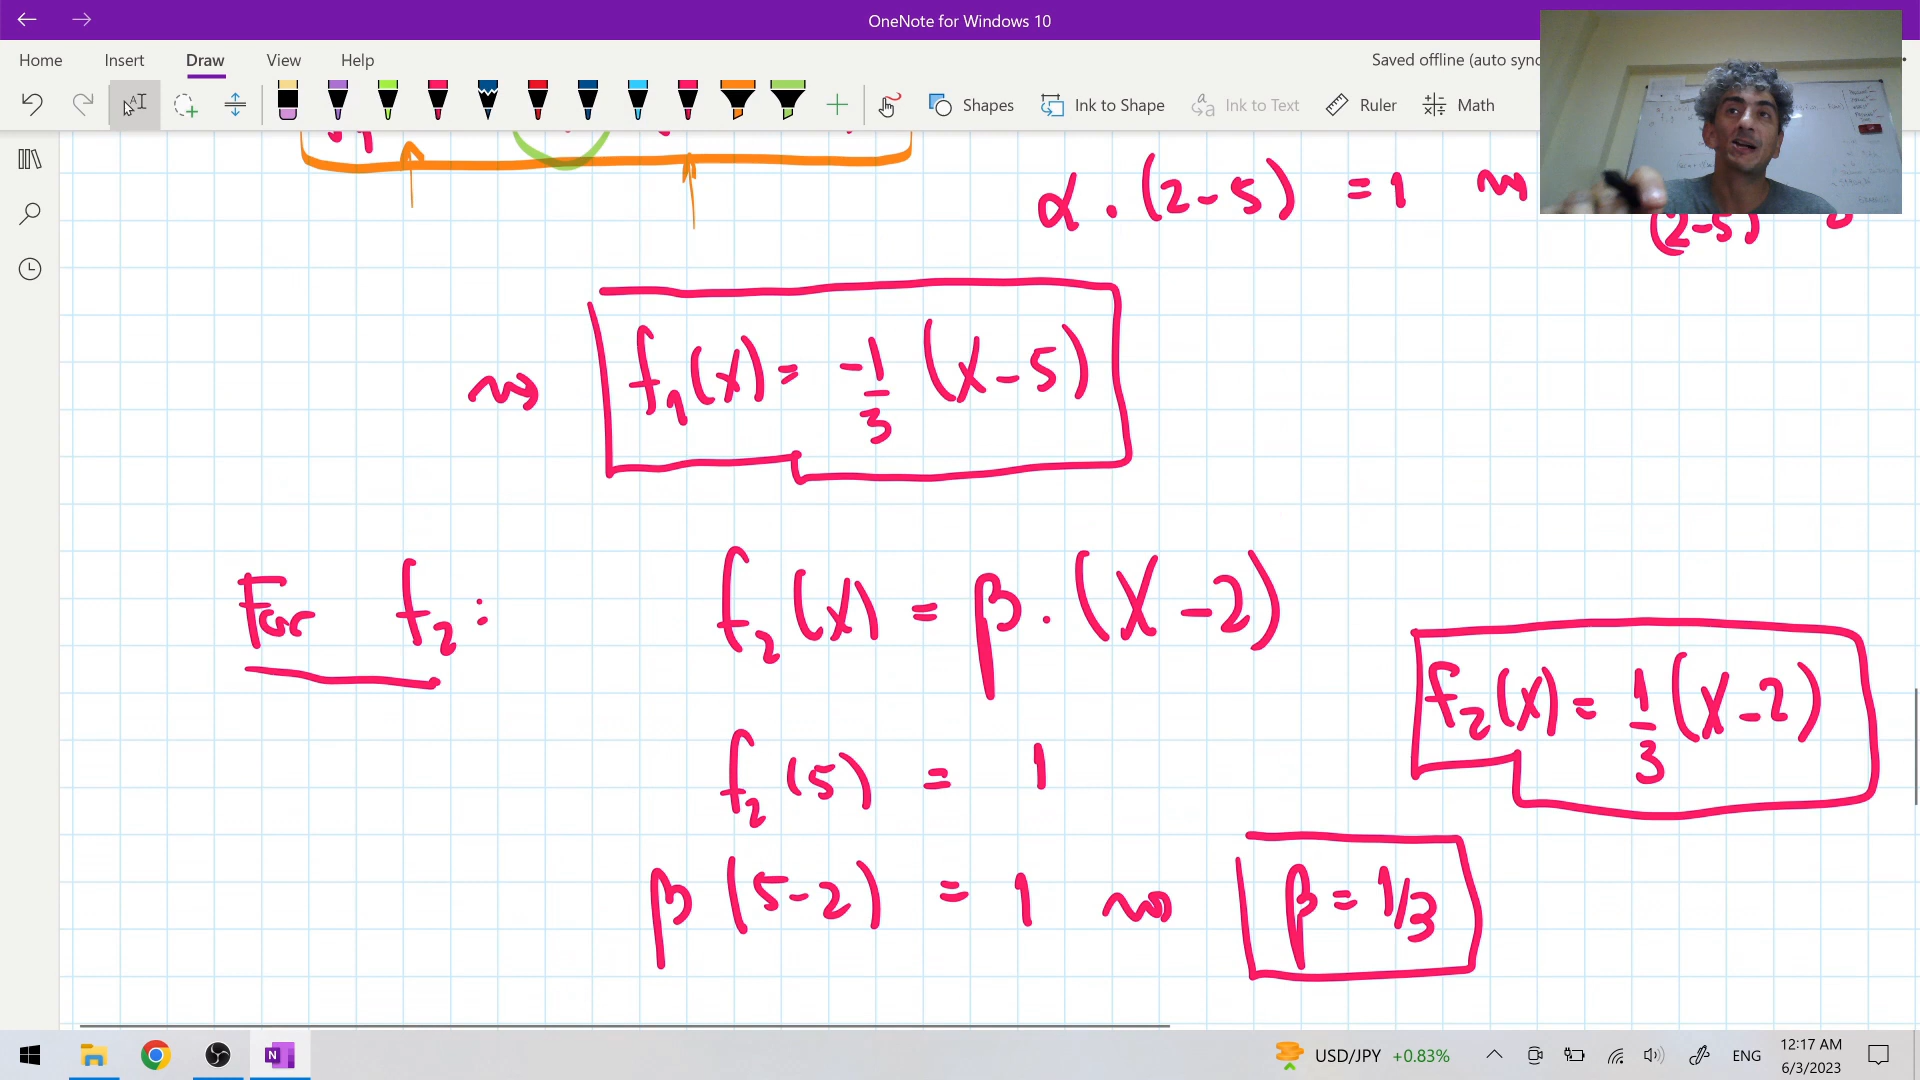 OneNote for Windows 10
Home Insert Draw View Help
Saved offline (auto sync
Shapes Ink to Shape Ink to Text Ruler Math
α . (2-5) = 1
(2-5)
f1(x) = -1/3 (x-5)
For f2: f2(x) = β . (x-2)
f2(x) = 1/3 (x-2)
f2(5) = 1
β (5-2) = 1
β = 1/3
USD/JPY +0.83%
ENG
12:17 AM
6/3/2023